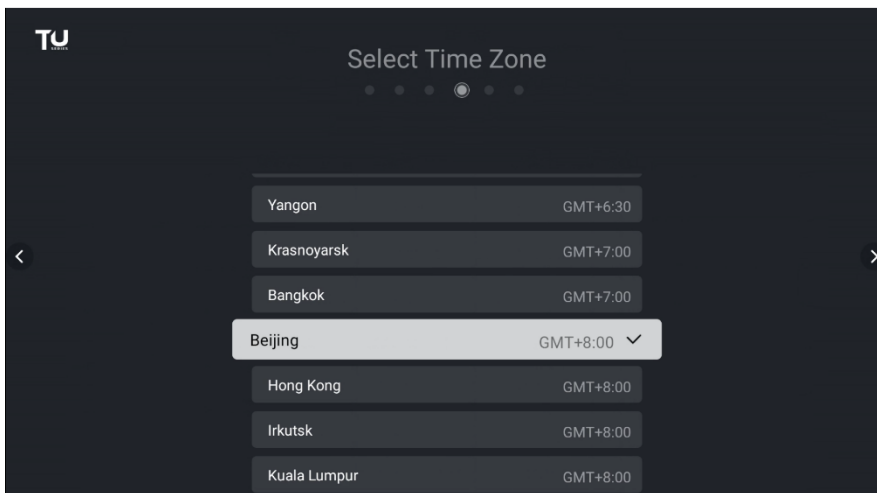 TU
SERIES
Select Time Zone
Yangon GMT+6:30
Krasnoyarsk GMT+7:00
Bangkok GMT+7:00
Beijing GMT+8:00
Hong Kong GMT+8:00
Irkutsk GMT+8:00
Kuala Lumpur GMT+8:00